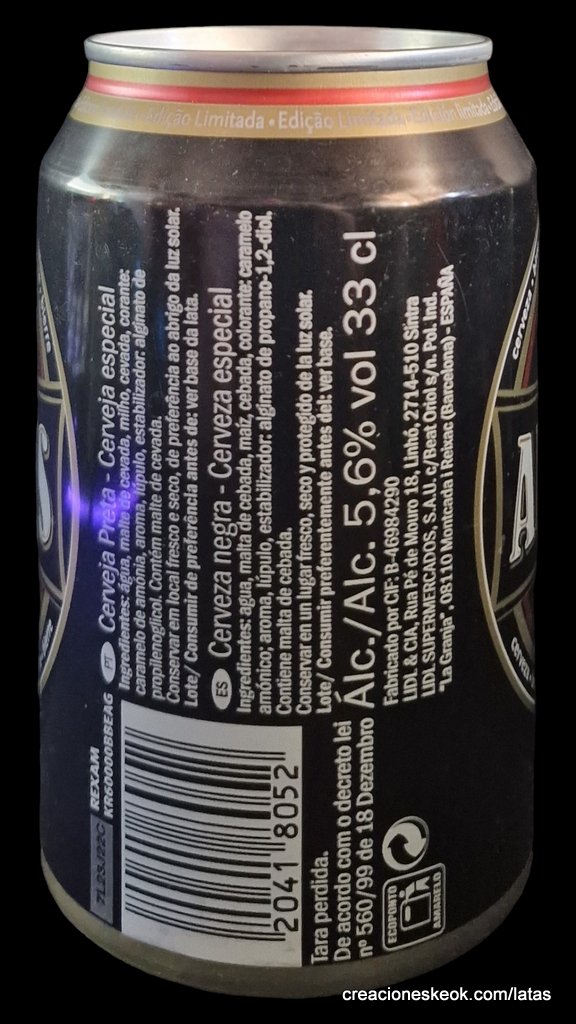 Edição Limitada • Edição Limitada
7L23J22C
REXAM
KR60000BBEAG
PT Cerveja Preta - Cerveja especial
Ingredientes: água, malte de cevada, milho, cevada, corante:
caramelo de amónia, aroma, lúpulo, estabilizador: alginato de
propilenoglicol. Contém malte de cevada.
Conservar em local fresco e seco, de preferência ao abrigo da luz solar.
Lote / Consumir de preferência antes de: ver base da lata.
ES Cerveza negra - Cerveza especial
Ingredientes: agua, malta de cebada, maíz, cebada, colorante: caramelo
amónico; aroma, lúpulo, estabilizador: alginato de propano-1,2-diol.
Contiene malta de cebada.
Conservar en un lugar fresco, seco y protegido de la luz solar.
Lote/ Consumir preferentemente antes del: ver base.
Álc./Alc. 5,6% vol 33 cl
Fabricado por CIF: B-46984290
LIDL & CIA, Rua Pé de Mouro 18, Linhó, 2714-510 Sintra
LIDL SUPERMERCADOS, S.A.U. c/Beat Oriol s/n. Pol. Ind.
"La Granja", 08110 Montcada i Reixac (Barcelona) - ESPAÑA
2041 8052
Tara perdida.
De acordo com o decreto lei
nº 560/99 de 18 Dezembro
ECOPONTO
AMARELO
S
A
cerveza
creacioneskeok.com/latas